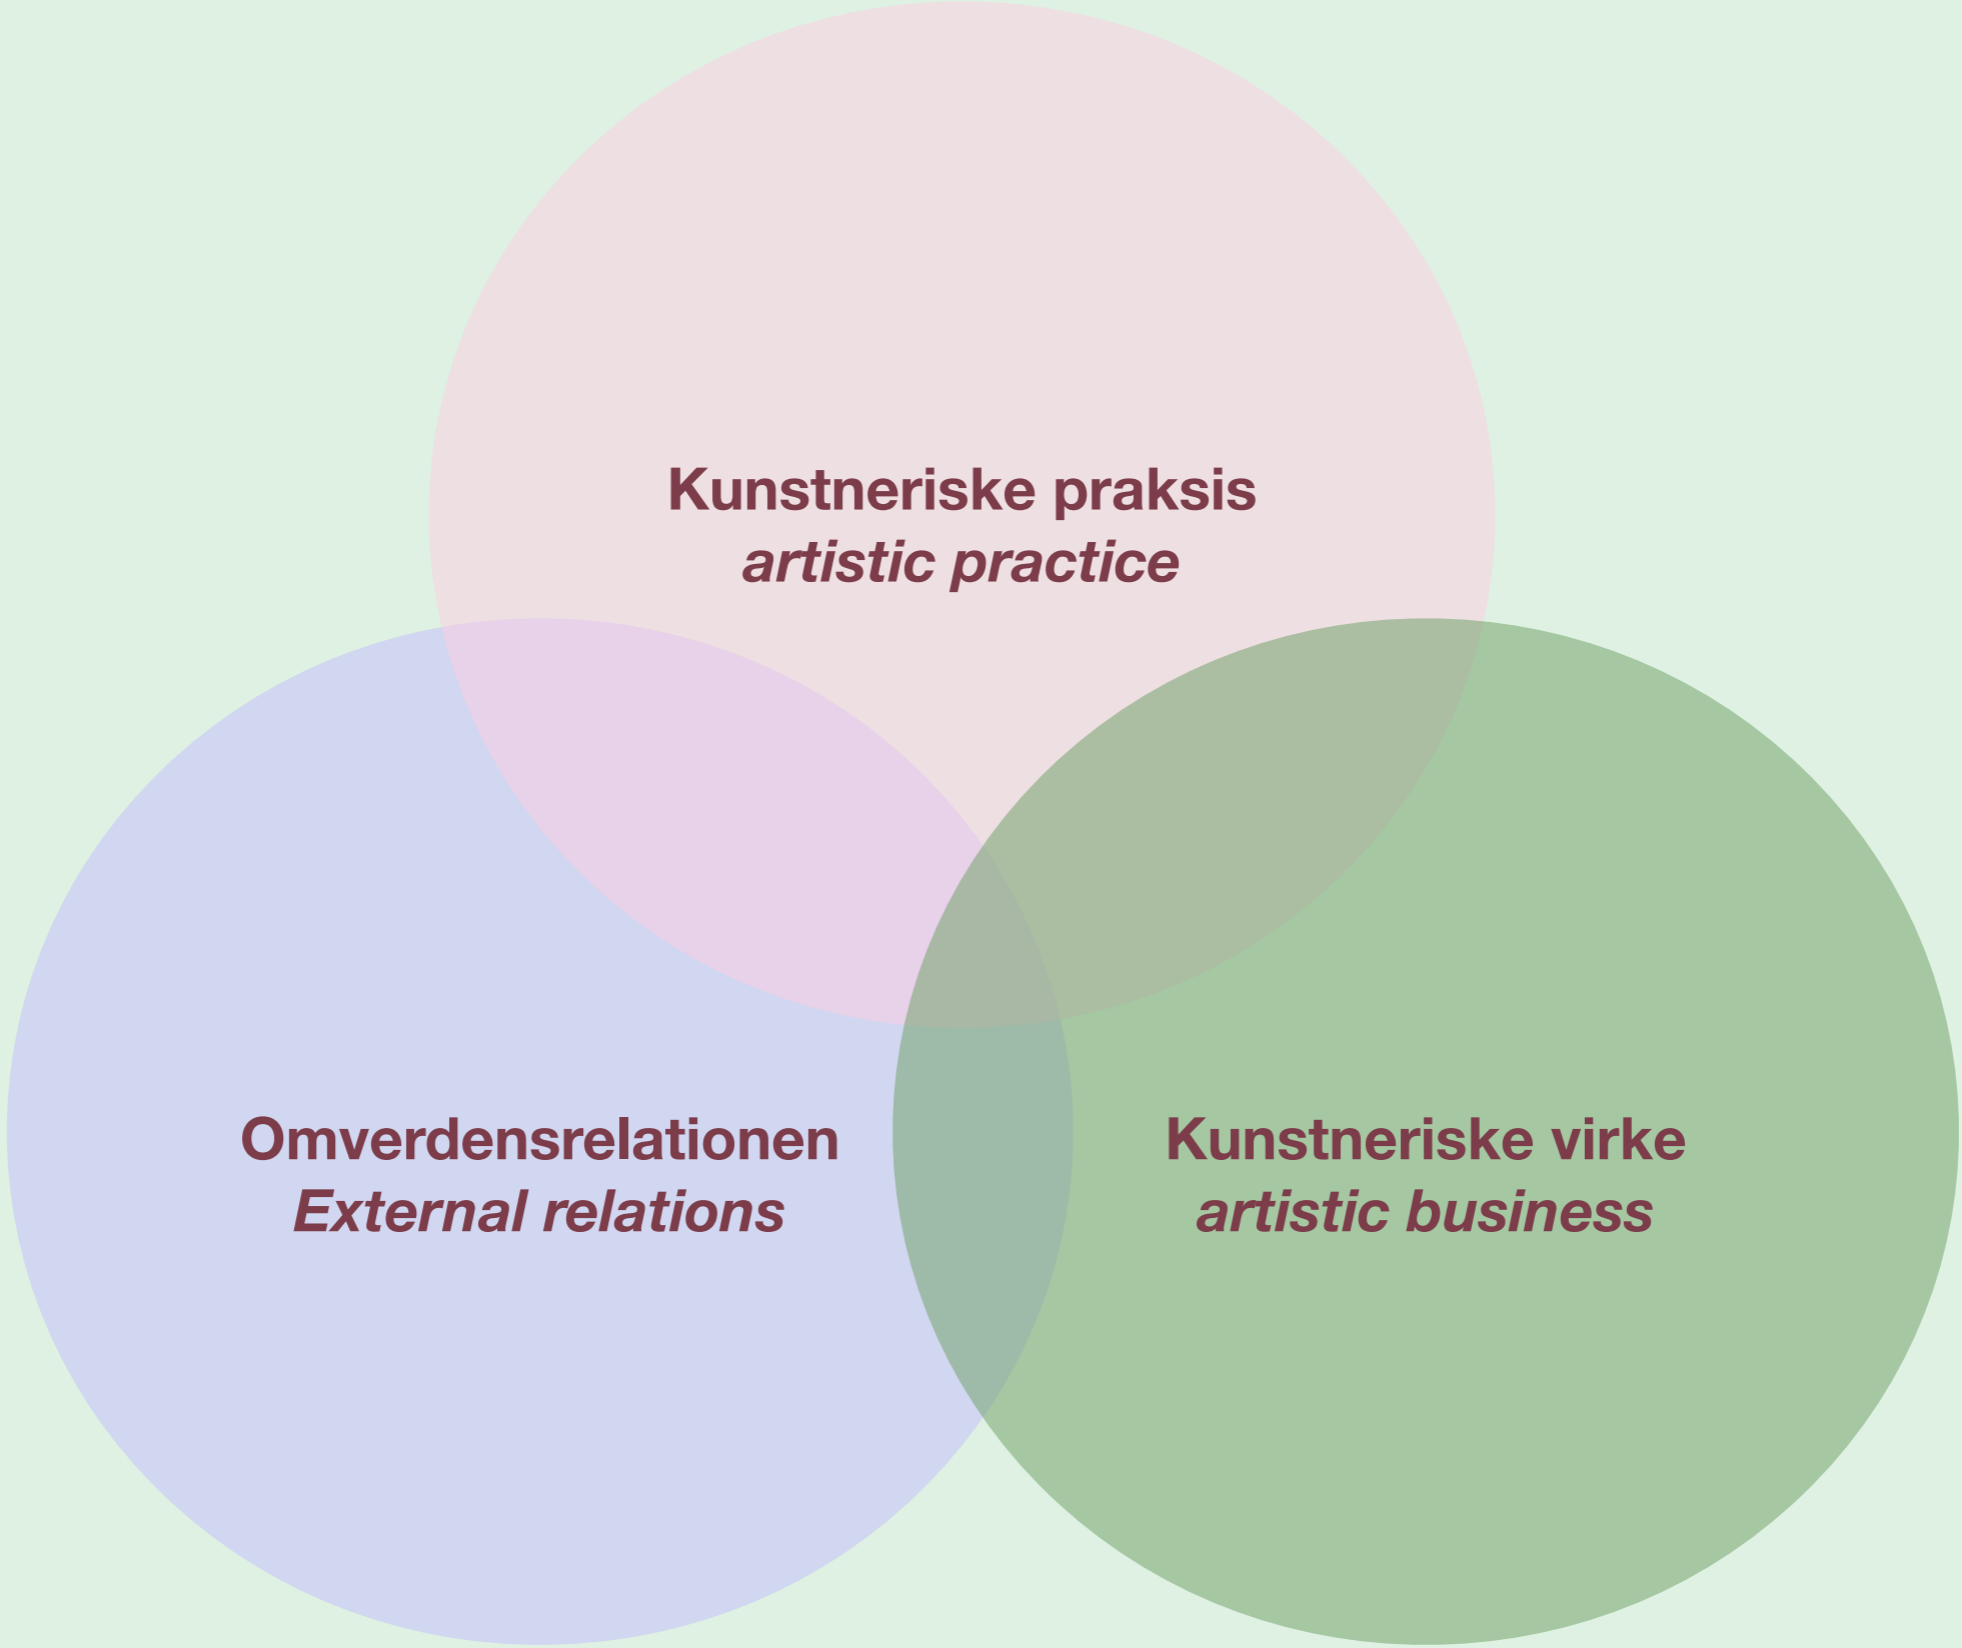 Kunstneriske praksis
artistic practice
Omverdensrelationen
External relations
Kunstneriske virke
artistic business